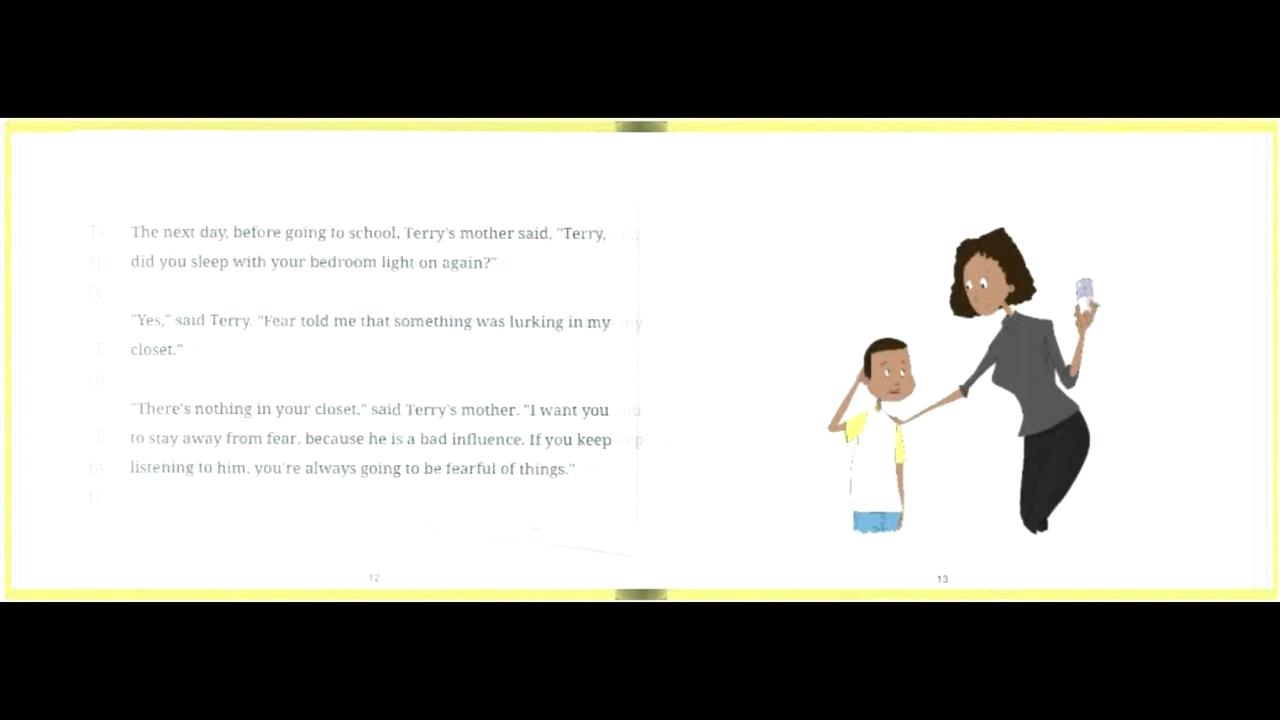 The next day, before going to school, Terry's mother said, "Terry,
did you sleep with your bedroom light on again?"
"Yes," said Terry. "Fear told me that something was lurking in my
closet."
"There's nothing in your closet," said Terry's mother. "I want you
to stay away from fear, because he is a bad influence. If you keep
listening to him, you're always going to be fearful of things."
12
13